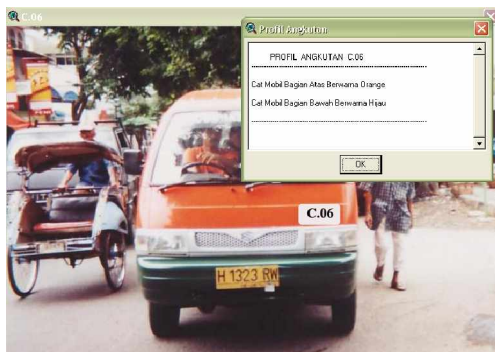 C.06
Profil Angkutan
PROFIL ANGKUTAN C.06
Cat Mobil Bagian Atas Berwarna Orange
Cat Mobil Bagian Bawah Berwarna Hijau
OK
C.06
H 1323 RW